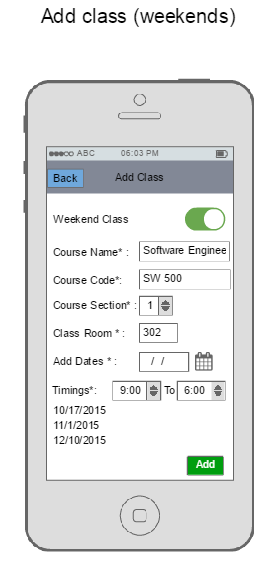 Add class (weekends)
ABC 06:03 PM
Back Add Class
Weekend Class
Course Name* : Software Enginee
Course Code*: SW 500
Course Section* : 1
Class Room * : 302
Add Dates * : / /
Timings*: 9:00 To 6:00
10/17/2015
11/1/2015
12/10/2015
Add